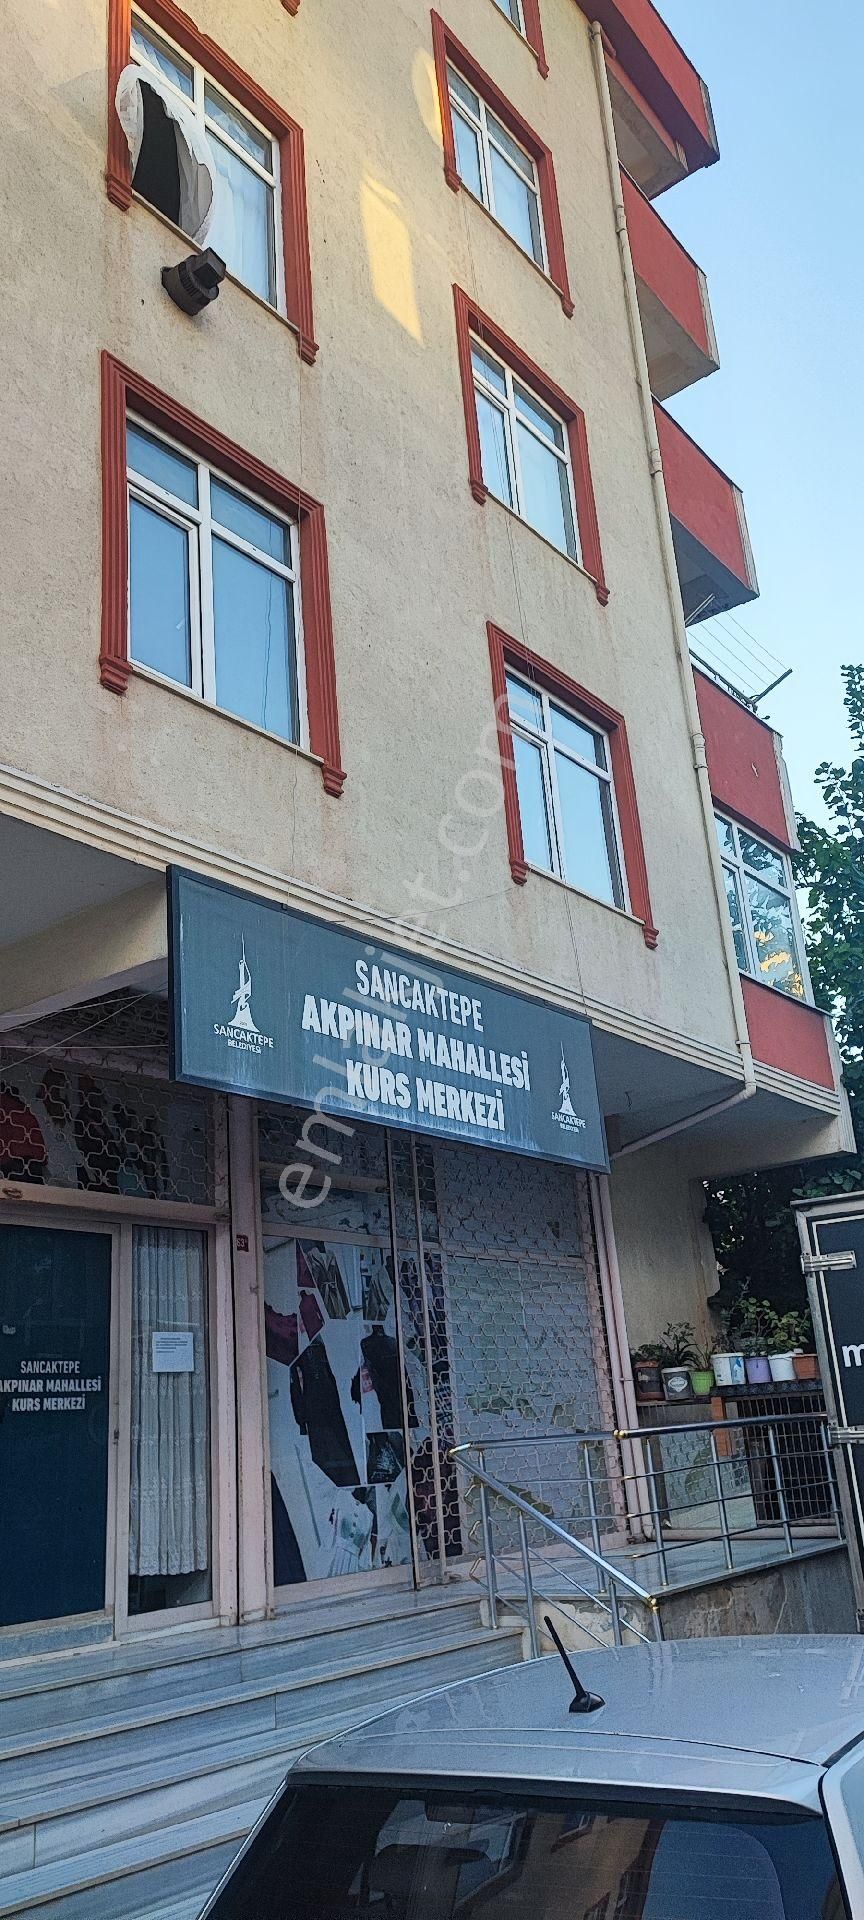 SANCAKTEPE
AKPINAR MAHALLESİ
KURS MERKEZİ
SANCAKTEPE
BELEDİYESİ
SANCAKTEPE
BELEDİYESİ
SANCAKTEPE
AKPINAR MAHALLESİ
KURS MERKEZİ
emlakjet.com
m